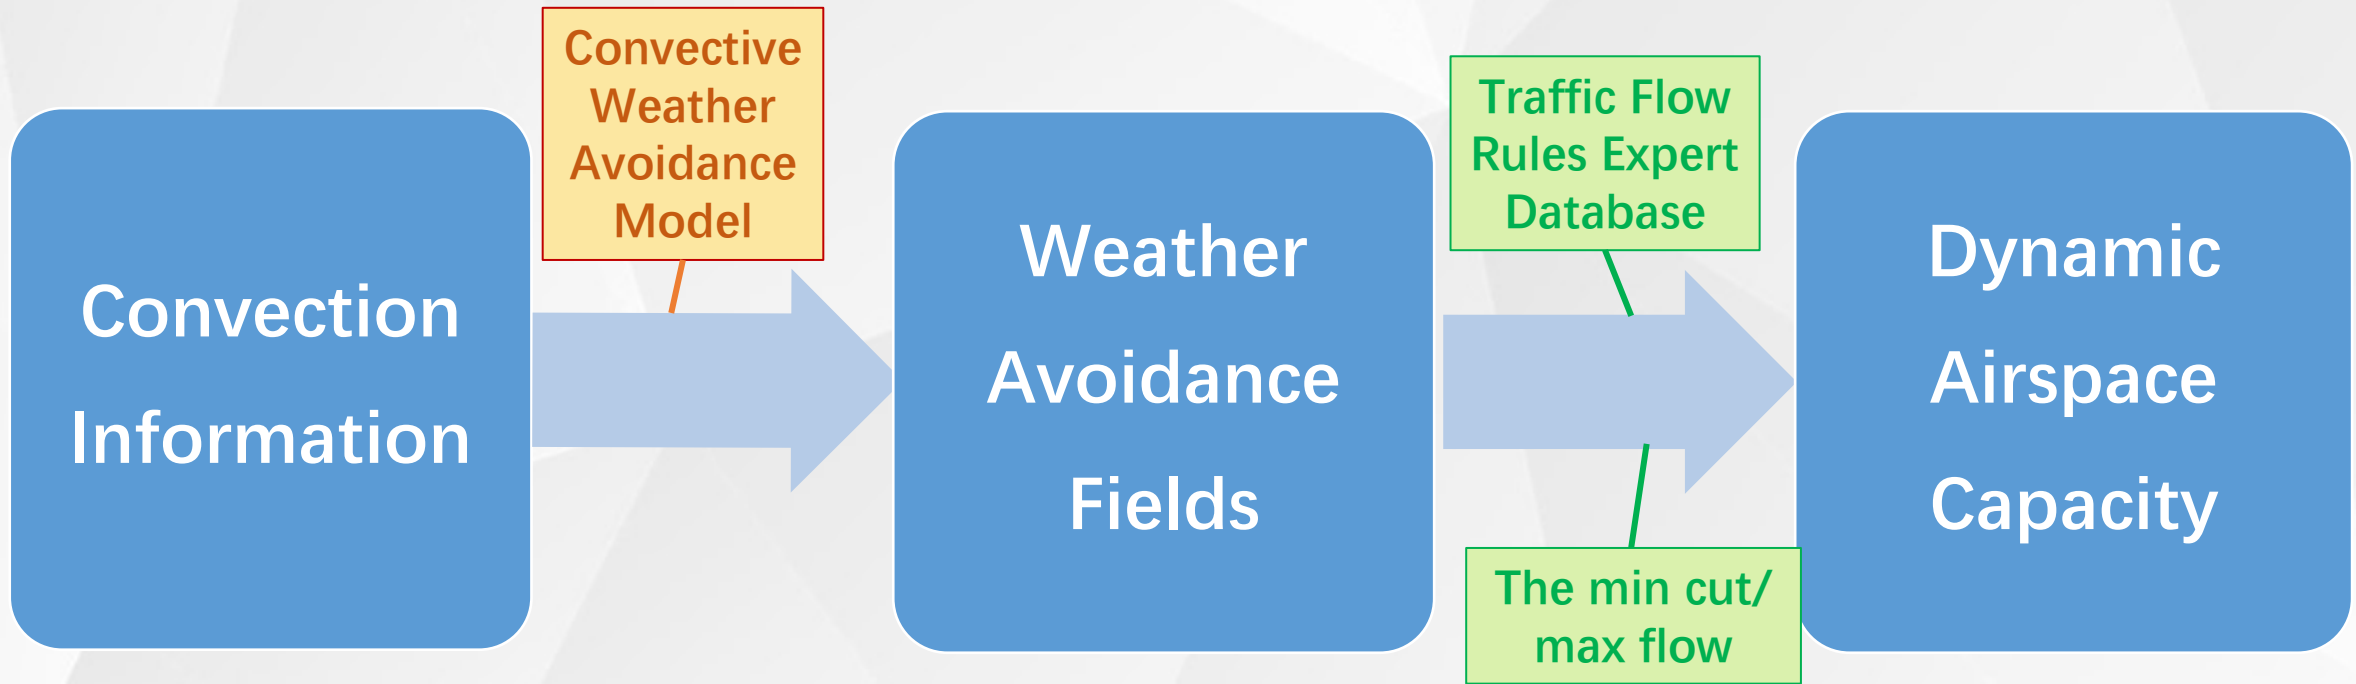 Convection
Information
Convective
Weather
Avoidance
Model
Weather
Avoidance
Fields
Traffic Flow
Rules Expert
Database
The min cut/
max flow
Dynamic
Airspace
Capacity